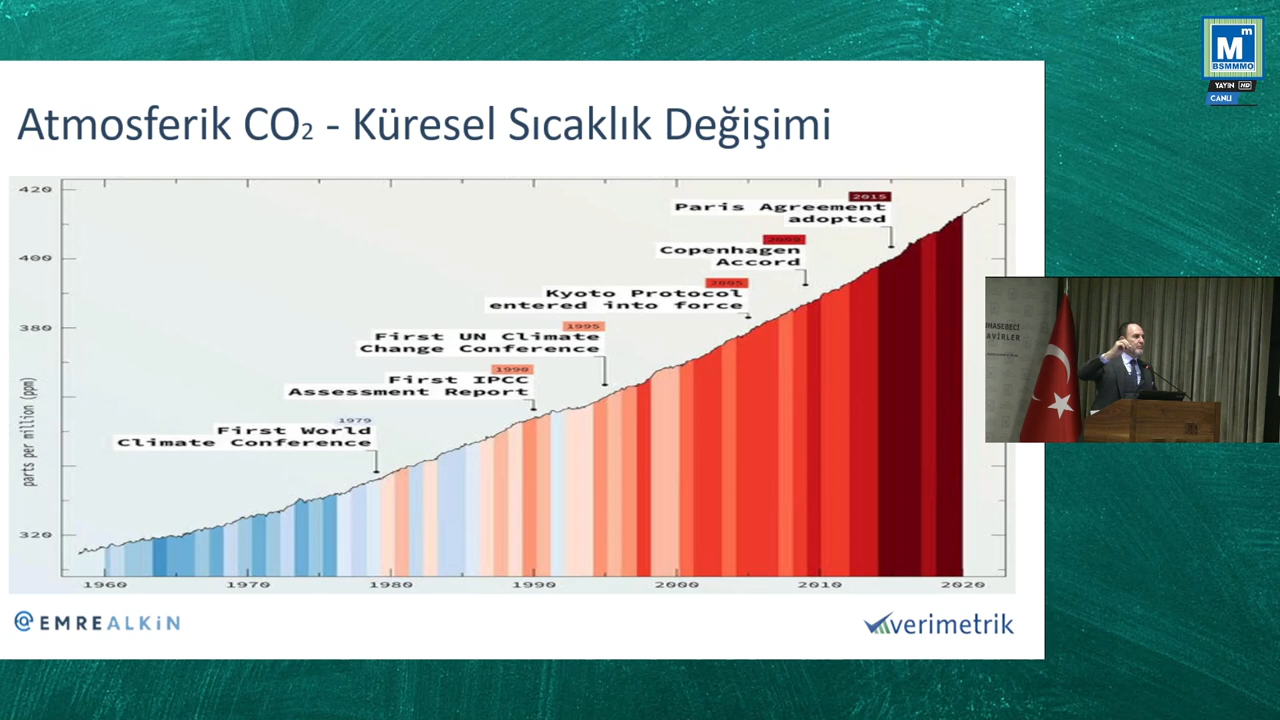 M m
BSMMMO
YAYIN HD
CANLI
Atmosferik CO₂ - Küresel Sıcaklık Değişimi
420
400
380
320
parts per million (ppm)
2015
Paris Agreement
adopted
2009
Copenhagen
Accord
2005
Kyoto Protocol
entered into force
1995
First UN Climate
Change Conference
1990
First IPCC
Assessment Report
1979
First World
Climate Conference
1960 1970 1980 1990 2000 2010 2020
@EMREALKiN
verimetrik